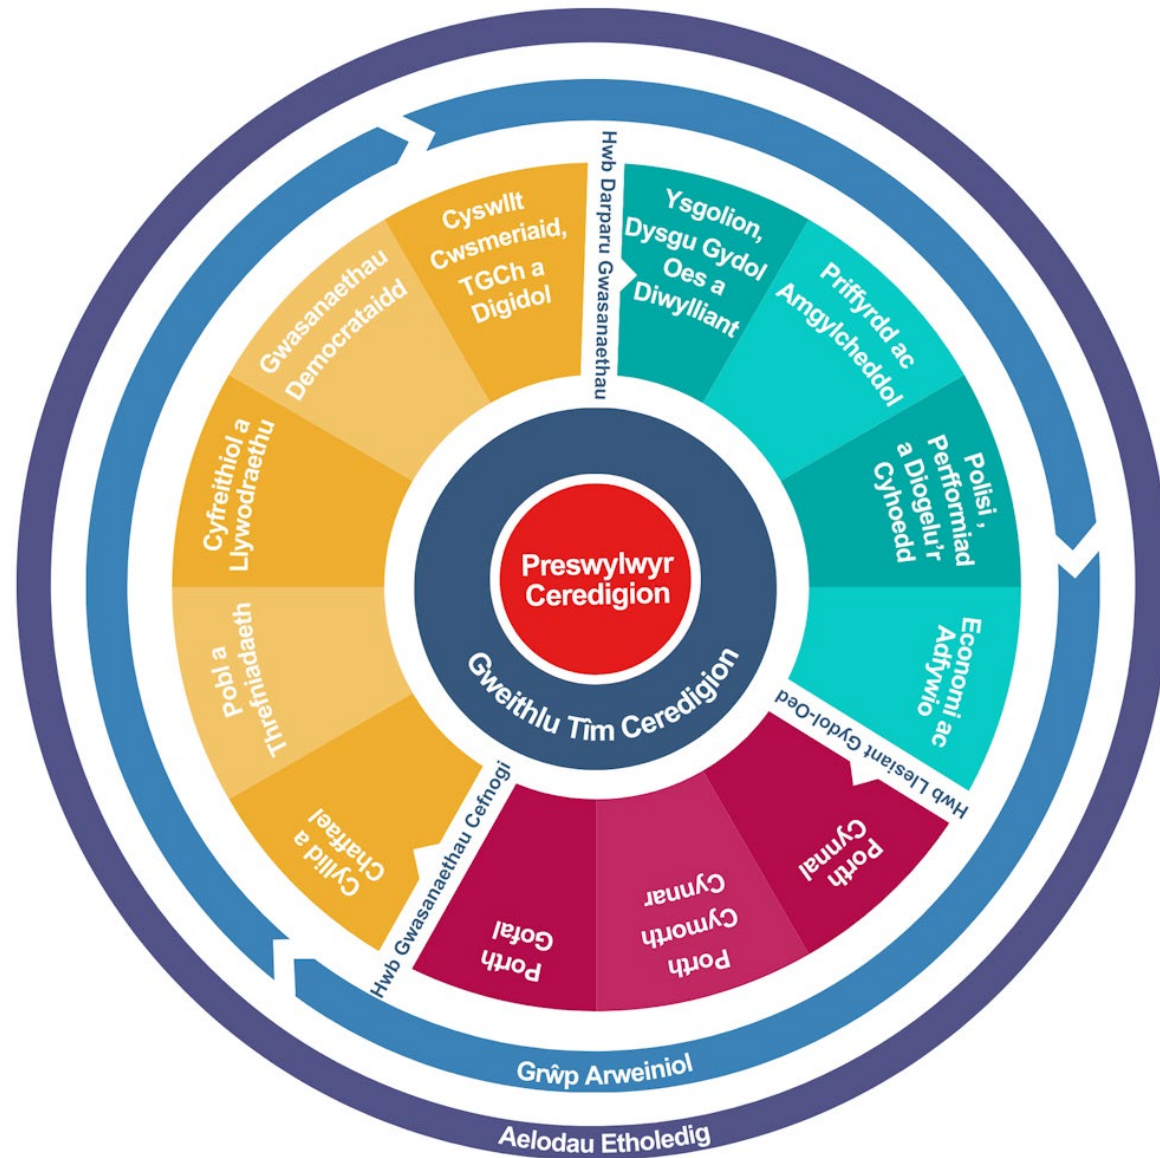 Hwb Darparu Gwasanaethau
Ysgolion,
Dysgu Gydol
Oes a
Diwylliant
Priffyrdd ac
Amgylcheddol
Polisi ,
Perfformiad
a Diogelu'r
Cyhoedd
Economi ac
Adfywio
Hwb Llesiant Gydol-Oed
Porth
Cynnal
Porth
Cymorth
Cynnar
Porth
Gofal
Hwb Gwasanaethau Cefnogi
Cyllid a
Chaffael
Pobl a
Threfniadaeth
Cyfreithiol a
Llywodraethu
Gwasanaethau
Democrataidd
Cyswllt
Cwsmeriaid,
TGCh a
Digidol
Preswylwyr
Ceredigion
Gweithlu Tîm Ceredigion
Grŵp Arweiniol
Aelodau Etholedig